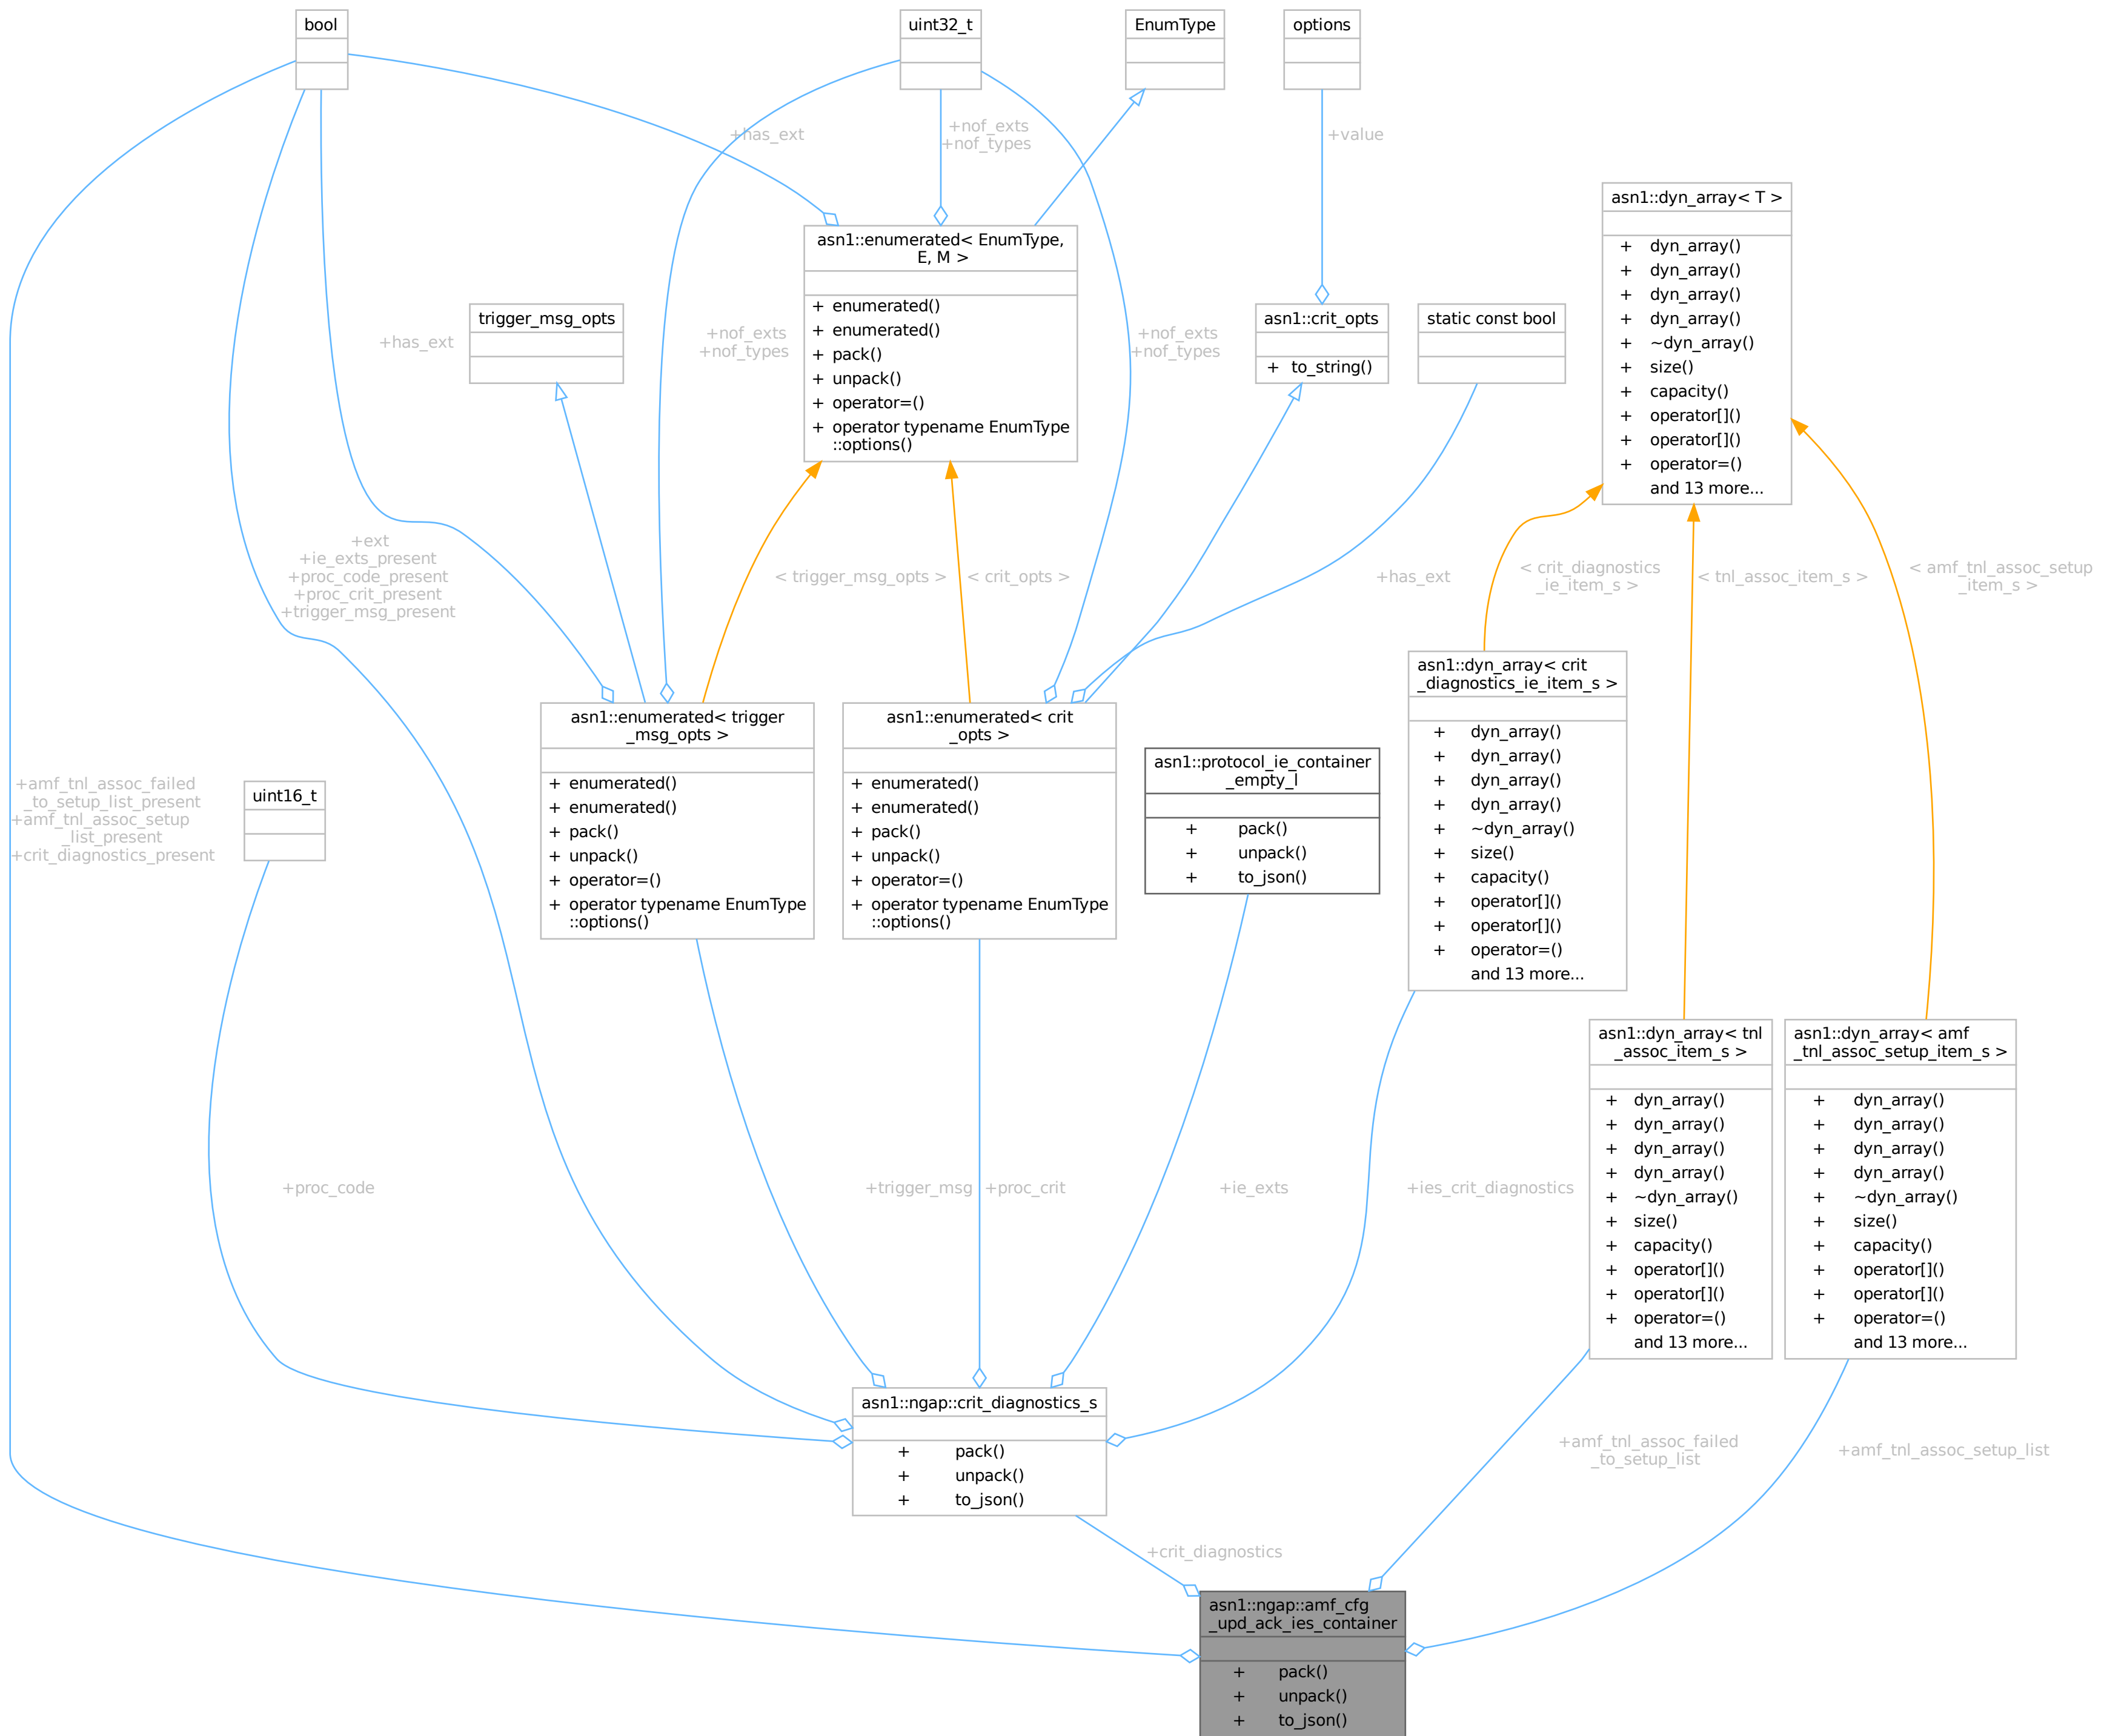 bool
uint32_t
EnumType
options
+has_ext
+nof_exts
+nof_types
+value
asn1::dyn_array< T >
+ dyn_array()
+ dyn_array()
+ dyn_array()
+ dyn_array()
+ ~dyn_array()
+ size()
+ capacity()
+ operator[]()
+ operator[]()
+ operator=()
and 13 more...
asn1::enumerated< EnumType,
E, M >
+ enumerated()
+ enumerated()
+ pack()
+ unpack()
+ operator=()
+ operator typename EnumType
::options()
trigger_msg_opts
asn1::crit_opts
+ to_string()
static const bool
+has_ext
+nof_exts
+nof_types
+nof_exts
+nof_types
+ext
+ie_exts_present
+proc_code_present
+proc_crit_present
+trigger_msg_present
< trigger_msg_opts >
< crit_opts >
+has_ext
< crit_diagnostics
_ie_item_s >
< tnl_assoc_item_s >
< amf_tnl_assoc_setup
_item_s >
asn1::dyn_array< crit
_diagnostics_ie_item_s >
+ dyn_array()
+ dyn_array()
+ dyn_array()
+ dyn_array()
+ ~dyn_array()
+ size()
+ capacity()
+ operator[]()
+ operator[]()
+ operator=()
and 13 more...
asn1::enumerated< trigger
_msg_opts >
+ enumerated()
+ enumerated()
+ pack()
+ unpack()
+ operator=()
+ operator typename EnumType
::options()
asn1::enumerated< crit
_opts >
+ enumerated()
+ enumerated()
+ pack()
+ unpack()
+ operator=()
+ operator typename EnumType
::options()
asn1::protocol_ie_container
_empty_l
+ pack()
+ unpack()
+ to_json()
+amf_tnl_assoc_failed
_to_setup_list_present
+amf_tnl_assoc_setup
_list_present
+crit_diagnostics_present
uint16_t
asn1::dyn_array< tnl
_assoc_item_s >
+ dyn_array()
+ dyn_array()
+ dyn_array()
+ dyn_array()
+ ~dyn_array()
+ size()
+ capacity()
+ operator[]()
+ operator[]()
+ operator=()
and 13 more...
asn1::dyn_array< amf
_tnl_assoc_setup_item_s >
+ dyn_array()
+ dyn_array()
+ dyn_array()
+ dyn_array()
+ ~dyn_array()
+ size()
+ capacity()
+ operator[]()
+ operator[]()
+ operator=()
and 13 more...
+proc_code
+trigger_msg
+proc_crit
+ie_exts
+ies_crit_diagnostics
asn1::ngap::crit_diagnostics_s
+ pack()
+ unpack()
+ to_json()
+amf_tnl_assoc_failed
_to_setup_list
+amf_tnl_assoc_setup_list
+crit_diagnostics
asn1::ngap::amf_cfg
_upd_ack_ies_container
+ pack()
+ unpack()
+ to_json()